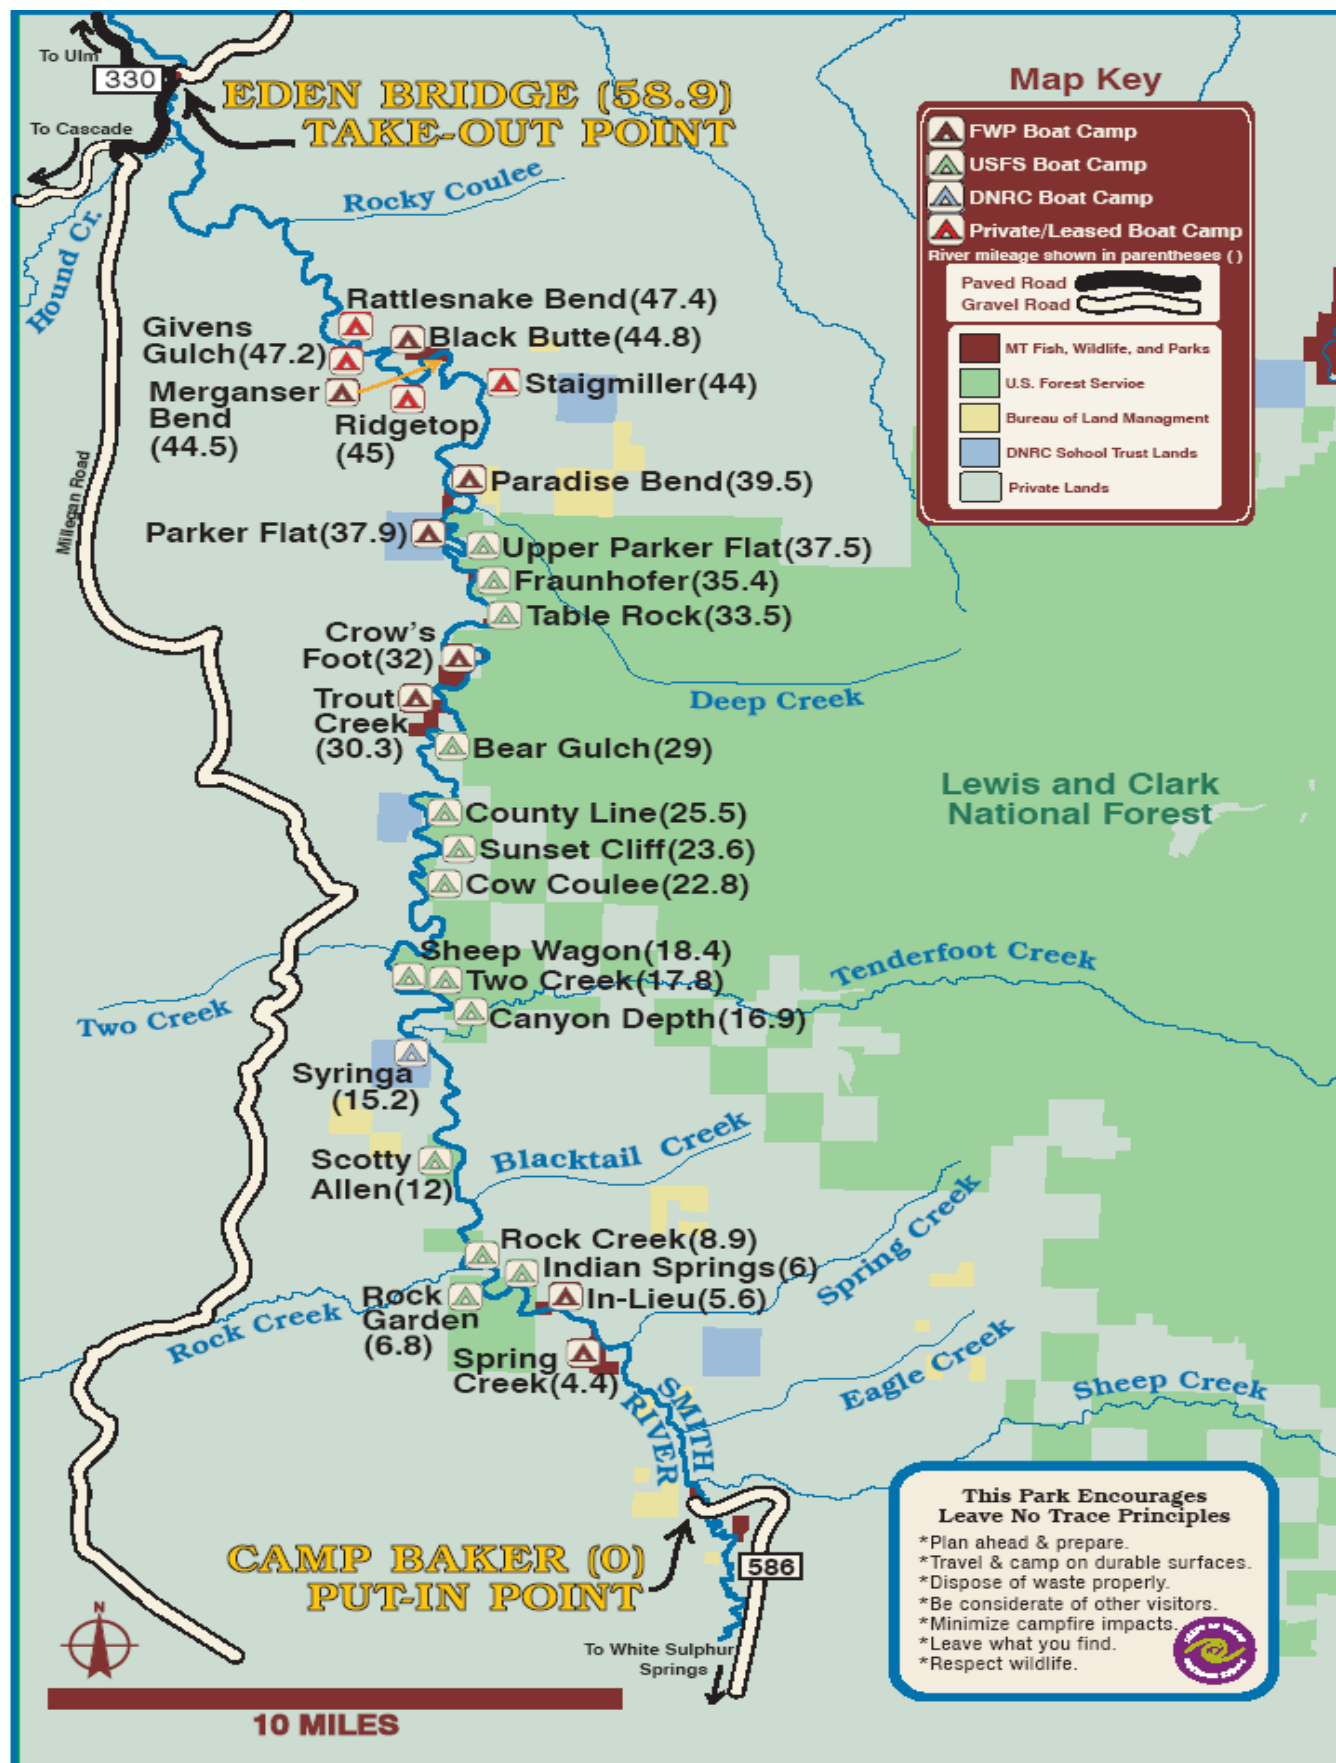 To Ulm
330
EDEN BRIDGE (58.9)
TAKE-OUT POINT
To Cascade
Hound Cr.
Rocky Coulee
Map Key
FWP Boat Camp
USFS Boat Camp
DNRC Boat Camp
Private/Leased Boat Camp
River mileage shown in parentheses ( )
Paved Road
Gravel Road
MT Fish, Wildlife, and Parks
U.S. Forest Service
Bureau of Land Managment
DNRC School Trust Lands
Private Lands
Rattlesnake Bend(47.4)
Givens
Gulch(47.2)
Black Butte(44.8)
Merganser
Bend
(44.5)
Ridgetop
(45)
Staigmiller(44)
Millegan Road
Paradise Bend(39.5)
Parker Flat(37.9)
Upper Parker Flat(37.5)
Fraunhofer(35.4)
Table Rock(33.5)
Crow's
Foot(32)
Deep Creek
Trout
Creek
(30.3)
Bear Gulch(29)
Lewis and Clark
National Forest
County Line(25.5)
Sunset Cliff(23.6)
Cow Coulee(22.8)
Sheep Wagon(18.4)
Two Creek(17.8)
Tenderfoot Creek
Two Creek
Canyon Depth(16.9)
Syringa
(15.2)
Blacktail Creek
Scotty
Allen(12)
Spring Creek
Rock Creek(8.9)
Indian Springs(6)
In-Lieu(5.6)
Rock
Garden
(6.8)
Rock Creek
Spring
Creek(4.4)
Eagle Creek
Sheep Creek
SMITH
RIVER
CAMP BAKER (0)
PUT-IN POINT
586
To White Sulphur
Springs
N
10 MILES
This Park Encourages
Leave No Trace Principles
*Plan ahead & prepare.
*Travel & camp on durable surfaces.
*Dispose of waste properly.
*Be considerate of other visitors.
*Minimize campfire impacts.
*Leave what you find.
*Respect wildlife.